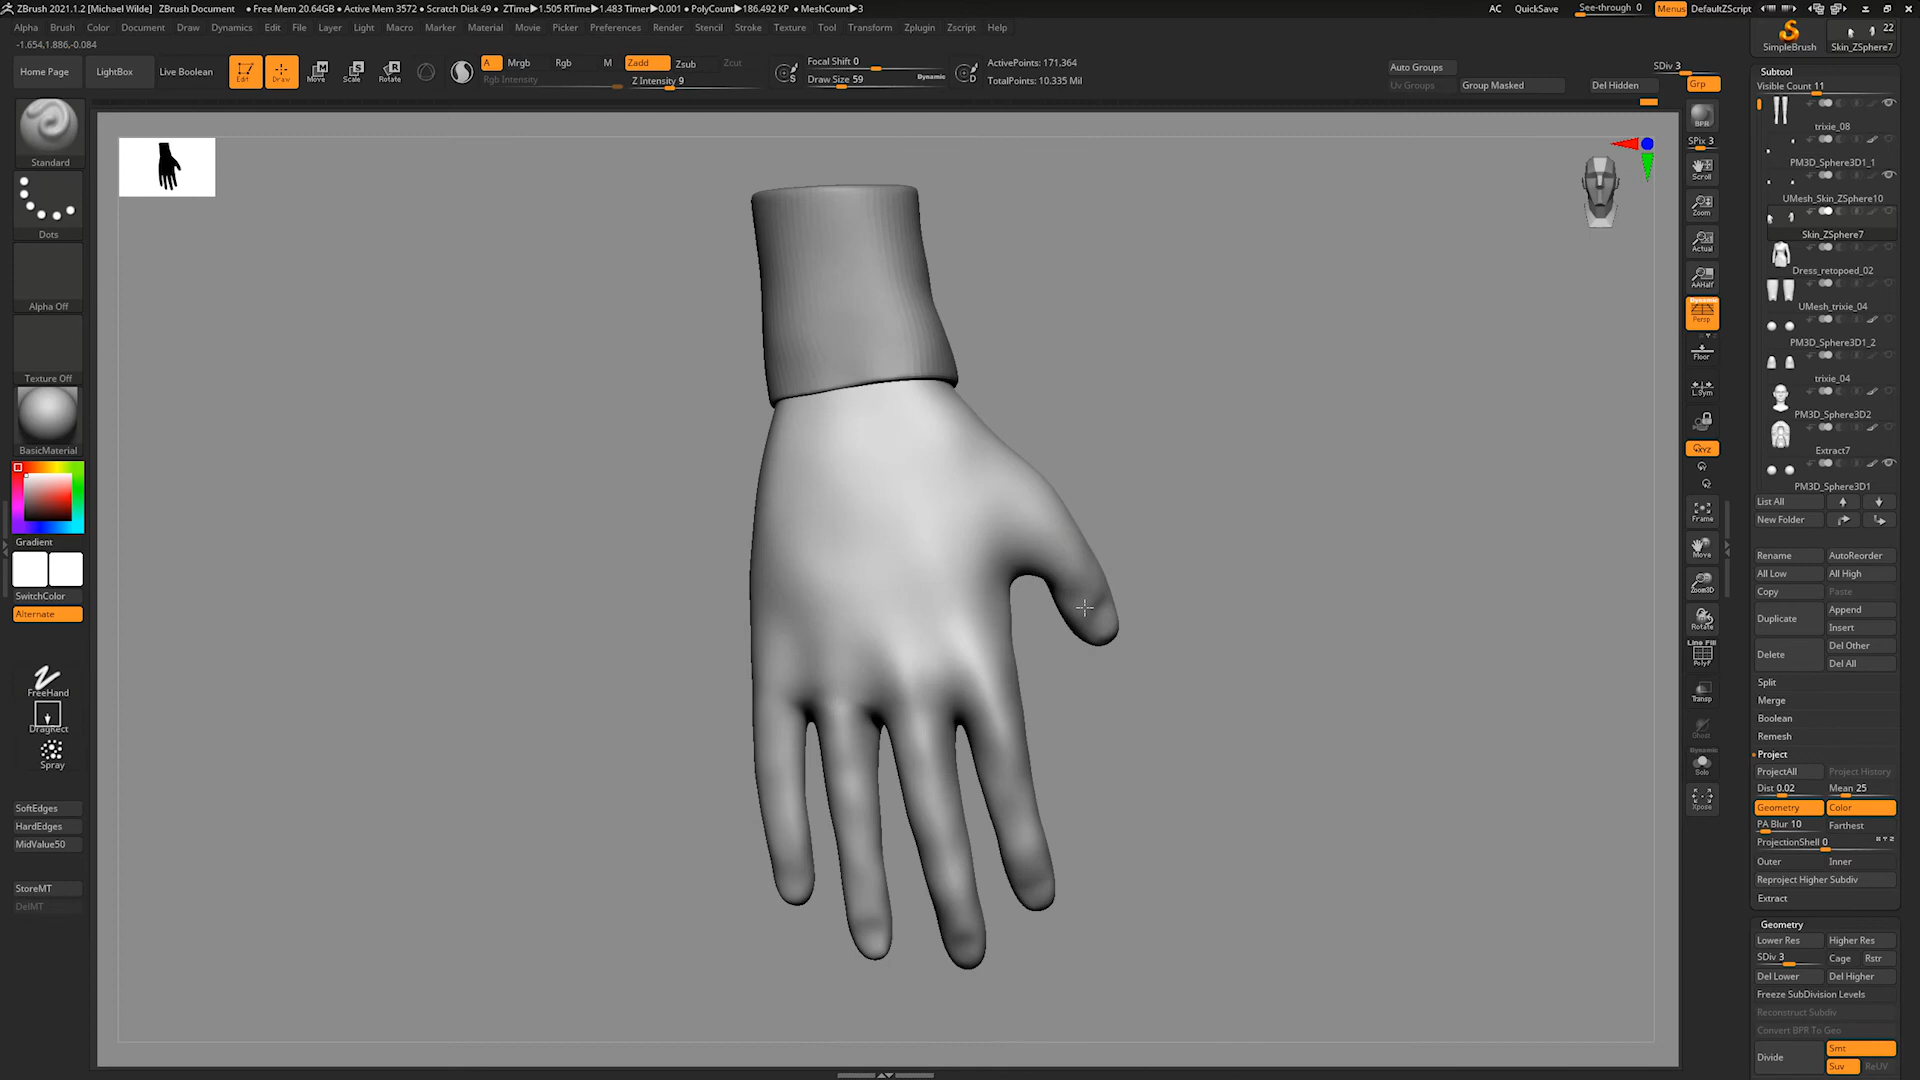 ZBrush 2021.1.2 [Michael Wilde] ZBrush Document • Free Mem 20.64GB • Active Mem 3572 • Scratch Disk 49 • ZTime▶1.505 RTime▶1.483 Timer▶0.001 • PolyCount▶186.492 KP • MeshCount▶3
AC QuickSave See-through 0 Menus DefaultZScript
Alpha Brush Color Document Draw Dynamics Edit File Layer Light Macro Marker Material Movie Picker Preferences Render Stencil Stroke Texture Tool Transform Zplugin Zscript Help
-1.654,1.886,-0.084
Home Page LightBox Live Boolean
Edit Draw Move Scale Rotate
A Mrgb Rgb M Zadd Zsub Zcut
Rgb Intensity Z Intensity 9
Focal Shift 0
Draw Size 59 Dynamic
S D
ActivePoints: 171,364
TotalPoints: 10.335 Mil
Auto Groups
Uv Groups Group Masked Del Hidden
SDiv 3
Grp
SimpleBrush
22
Skin_ZSphere7
Standard
Dots
Alpha Off
Texture Off
BasicMaterial
Gradient
SwitchColor
Alternate
FreeHand
DragRect
Spray
SoftEdges
HardEdges
MidValue50
StoreMT
DelMT
BPR
SPix 3
Scroll
Zoom
Actual
AAHalf
Dynamic
Persp
Floor
L.Sym
XYZ
Frame
Move
Zoom3D
Rotate
Line Fill
PolyF
Transp
Ghost
Dynamic
Solo
Xpose
Subtool
Visible Count 11
trixie_08
PM3D_Sphere3D1_1
UMesh_Skin_ZSphere10
Skin_ZSphere7
Dress_retopoed_02
UMesh_trixie_04
PM3D_Sphere3D1_2
trixie_04
PM3D_Sphere3D2
Extract7
PM3D_Sphere3D1
List All
New Folder
Rename AutoReorder
All Low All High
Copy Paste
Duplicate Append
Insert
Delete Del Other
Del All
Split
Merge
Boolean
Remesh
Project
ProjectAll Project History
Dist 0.02 Mean 25
Geometry Color
PA Blur 10 Farthest
ProjectionShell 0
Outer Inner
Reproject Higher Subdiv
Extract
Geometry
Lower Res Higher Res
SDiv 3 Cage Rstr
Del Lower Del Higher
Freeze SubDivision Levels
Reconstruct Subdiv
Convert BPR To Geo
Divide Smt
Suv ReUV